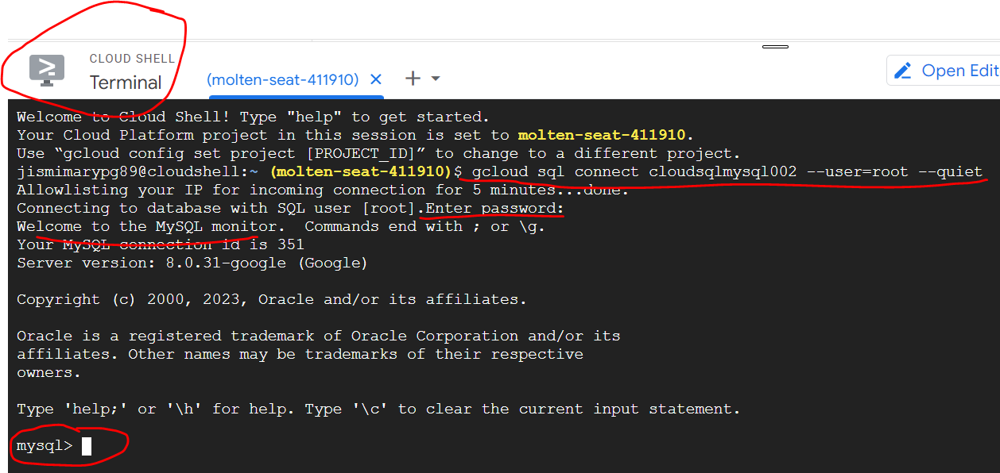 CLOUD SHELL
Terminal
(molten-seat-411910)
Open Edit
Welcome to Cloud Shell! Type "help" to get started.
Your Cloud Platform project in this session is set to molten-seat-411910.
Use “gcloud config set project [PROJECT_ID]” to change to a different project.
jismimarypg89@cloudshell:~ (molten-seat-411910)$ gcloud sql connect cloudsqlmysql002 --user=root --quiet
Allowlisting your IP for incoming connection for 5 minutes...done.
Connecting to database with SQL user [root].Enter password:
Welcome to the MySQL monitor.  Commands end with ; or \g.
Your MySQL connection id is 351
Server version: 8.0.31-google (Google)
Copyright (c) 2000, 2023, Oracle and/or its affiliates.
Oracle is a registered trademark of Oracle Corporation and/or its
affiliates. Other names may be trademarks of their respective
owners.
Type 'help;' or '\h' for help. Type '\c' to clear the current input statement.
mysql>